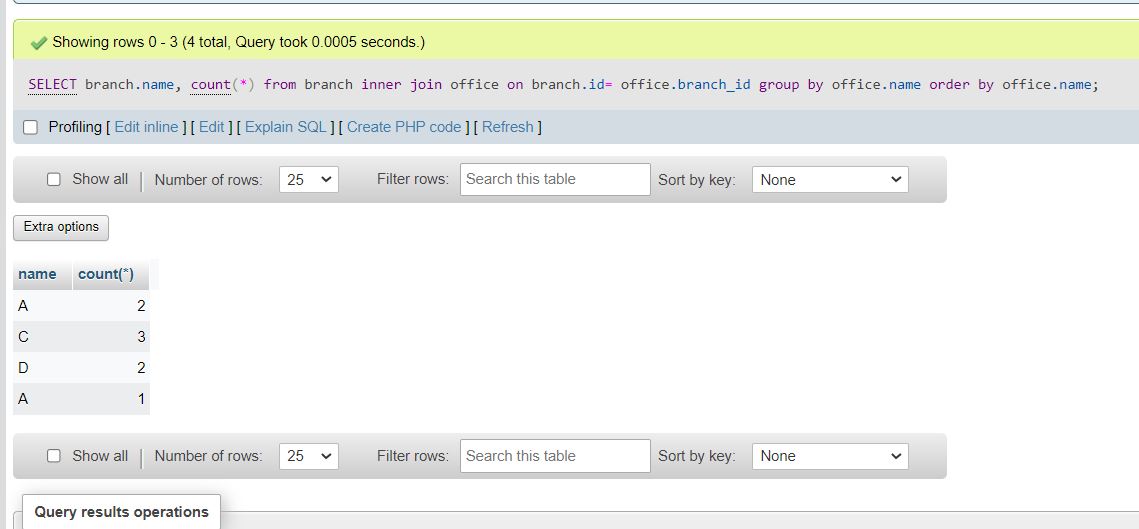 Showing rows 0 - 3 (4 total, Query took 0.0005 seconds.)
SELECT branch.name, count(*) from branch inner join office on branch.id= office.branch_id group by office.name order by office.name;
Profiling [ Edit inline ] [ Edit ] [ Explain SQL ] [ Create PHP code ] [ Refresh ]
Show all | Number of rows: 25 Filter rows: Search this table Sort by key: None
Extra options
name count(*)
A 2
C 3
D 2
A 1
Show all | Number of rows: 25 Filter rows: Search this table Sort by key: None
Query results operations